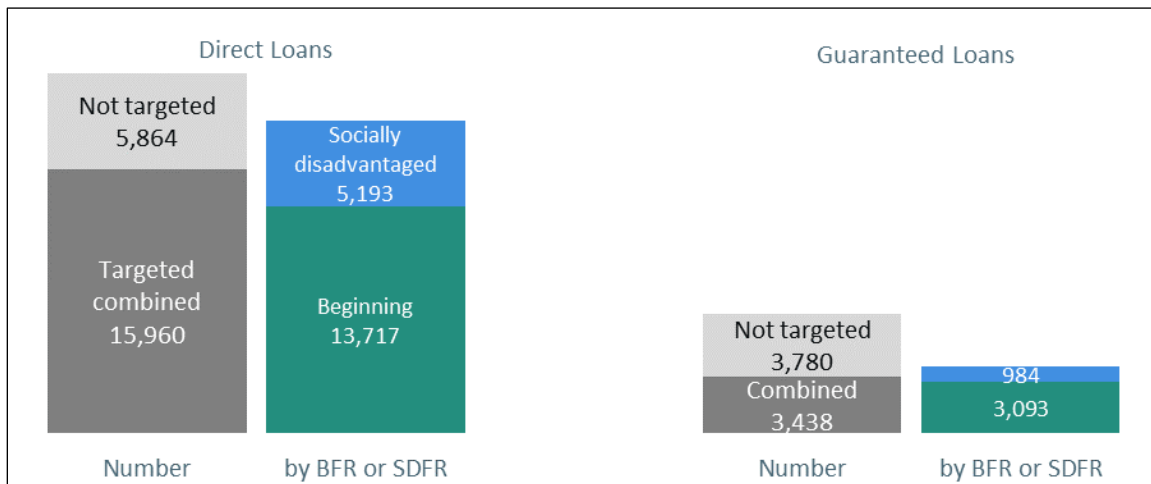 Direct Loans
Not targeted
5,864
Targeted
combined
15,960
Number
Socially
disadvantaged
5,193
Beginning
13,717
by BFR or SDFR
Guaranteed Loans
Not targeted
3,780
Combined
3,438
Number
984
3,093
by BFR or SDFR